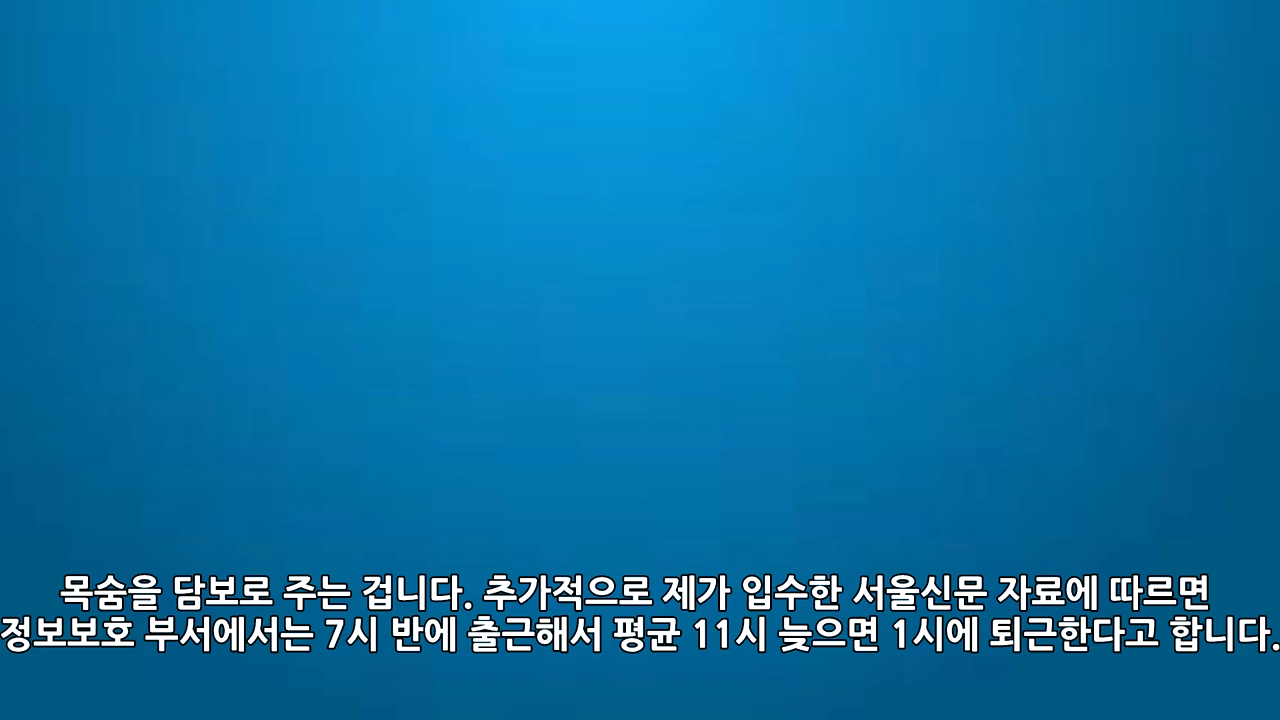 목숨을 담보로 주는 겁니다. 추가적으로 제가 입수한 서울신문 자료에 따르면
정보보호 부서에서는 7시 반에 출근해서 평균 11시 늦으면 1시에 퇴근한다고 합니다.